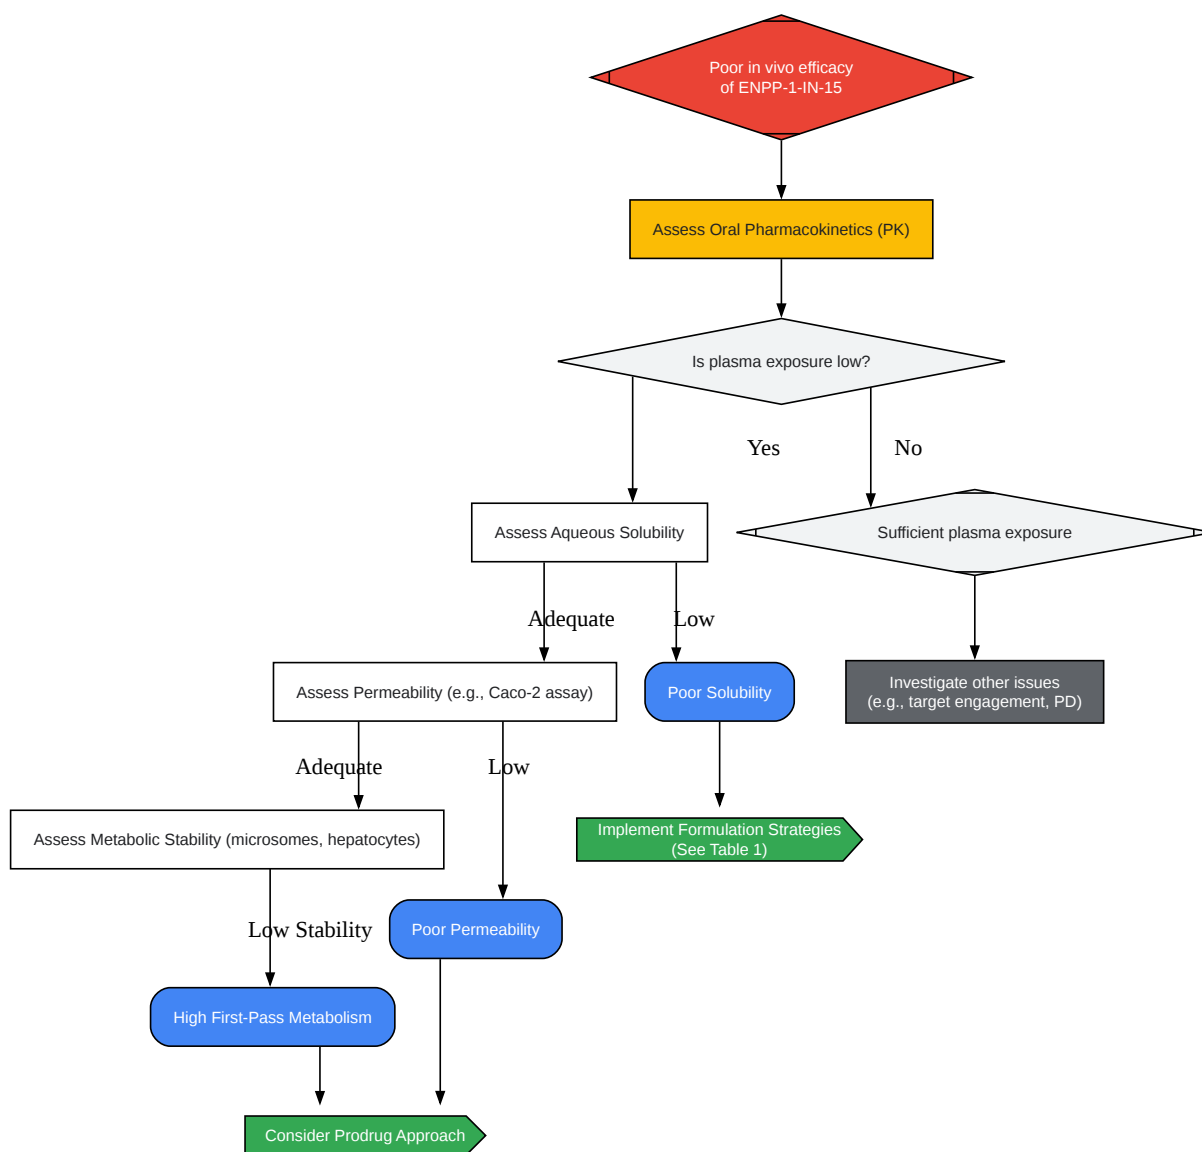 Poor in vivo efficacy
of ENPP-1-IN-15
Assess Oral Pharmacokinetics (PK)
Is plasma exposure low?
Yes
No
Assess Aqueous Solubility
Sufficient plasma exposure
Adequate
Low
Assess Permeability (e.g., Caco-2 assay)
Poor Solubility
Investigate other issues
(e.g., target engagement, PD)
Adequate
Low
Assess Metabolic Stability (microsomes, hepatocytes)
Implement Formulation Strategies
(See Table 1)
Low Stability
Poor Permeability
High First-Pass Metabolism
Consider Prodrug Approach